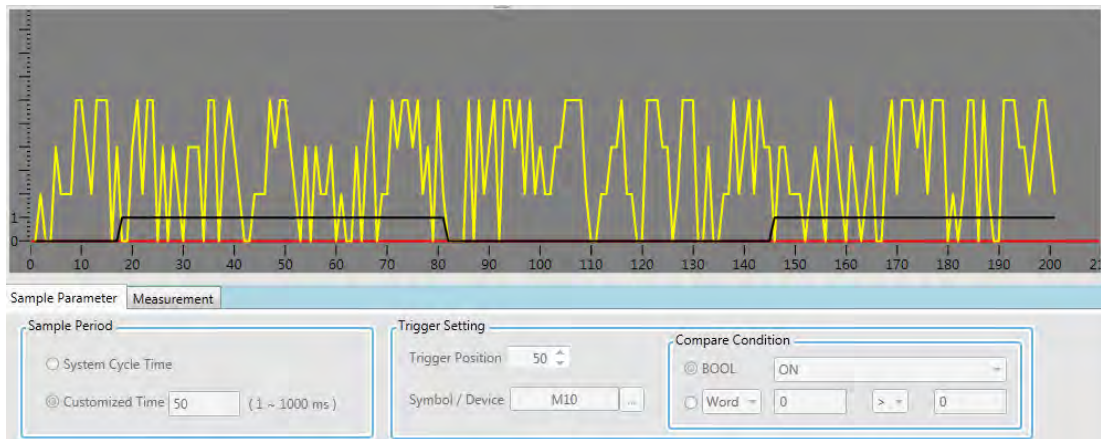 1
0
0 10 20 30 40 50 60 70 80 90 100 110 120 130 140 150 160 170 180 190 200
Sample Parameter Measurement
Sample Period
System Cycle Time
Customized Time 50 ( 1 ~ 1000 ms )
Trigger Setting
Trigger Position 50
Symbol / Device M10 ...
Compare Condition
BOOL ON
Word 0 > 0